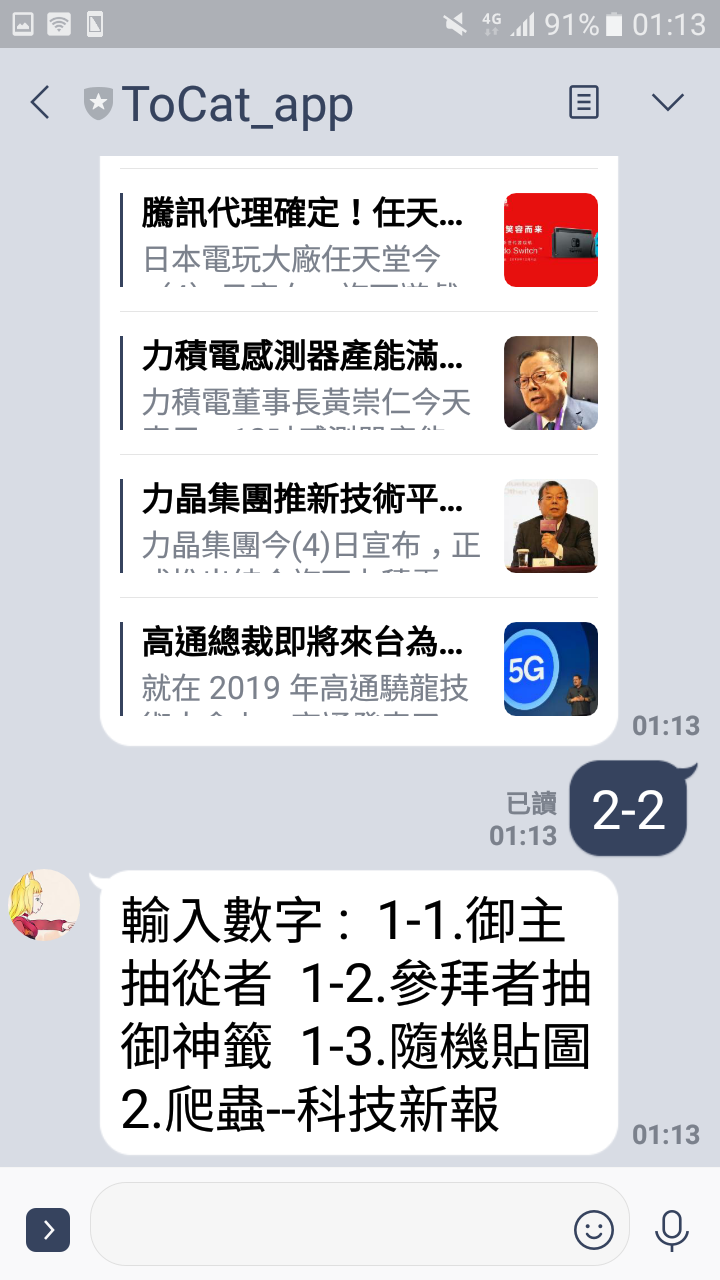 4G 91% 01:13
ToCat_app
騰訊代理確定！任天...
日本電玩大廠任天堂今
笑容而来
力積電感測器產能滿...
力積電董事長黃崇仁今天
力晶集團推新技術平...
力晶集團今(4)日宣布，正
高通總裁即將來台為...
就在 2019 年高通驍龍技
5G
01:13
已讀
01:13
2-2
輸入數字： 1-1.御主
抽從者 1-2.參拜者抽
御神籤 1-3.隨機貼圖
2.爬蟲--科技新報
01:13